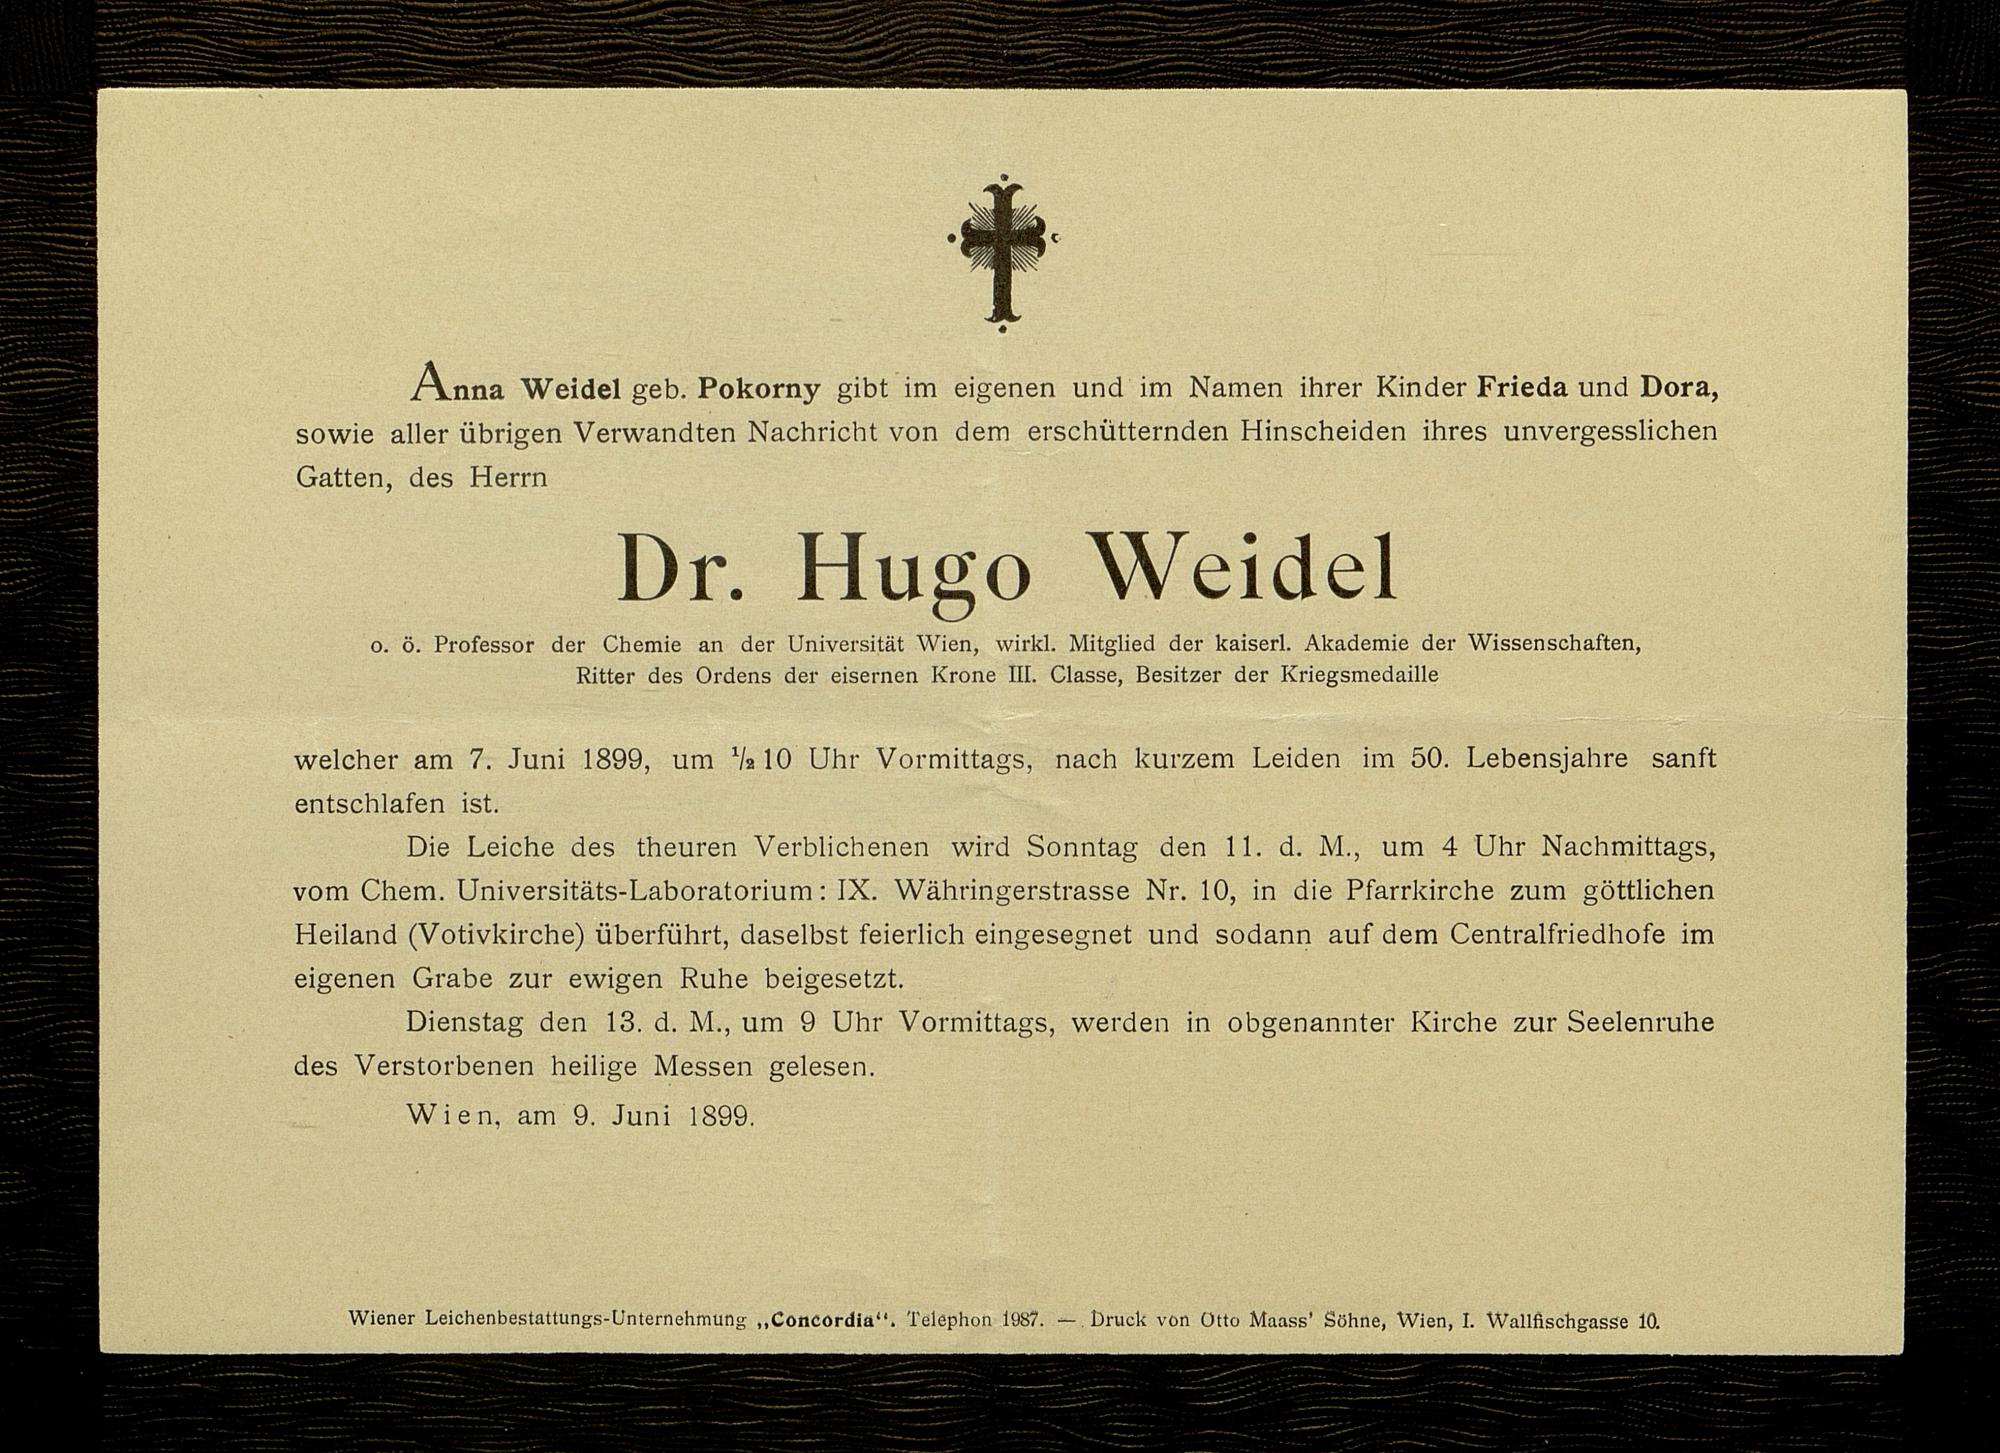 Anna Weidel geb. Pokorny gibt im eigenen und im Namen ihrer Kinder Frieda und Dora,
sowie aller übrigen Verwandten Nachricht von dem erschütternden Hinscheiden ihres unvergesslichen
Gatten, des Herrn
Dr. Hugo Weidel
o. ö. Professor der Chemie an der Universität Wien, wirkl. Mitglied der kaiserl. Akademie der Wissenschaften,
Ritter des Ordens der eisernen Krone III. Classe, Besitzer der Kriegsmedaille
welcher am 7. Juni 1899, um ½ 10 Uhr Vormittags, nach kurzem Leiden im 50. Lebensjahre sanft
entschlafen ist.
Die Leiche des theuren Verblichenen wird Sonntag den 11. d. M., um 4 Uhr Nachmittags,
vom Chem. Universitäts-Laboratorium: IX. Währingerstrasse Nr. 10, in die Pfarrkirche zum göttlichen
Heiland (Votivkirche) überführt, daselbst feierlich eingesegnet und sodann auf dem Centralfriedhofe im
eigenen Grabe zur ewigen Ruhe beigesetzt.
Dienstag den 13. d. M., um 9 Uhr Vormittags, werden in obgenannter Kirche zur Seelenruhe
des Verstorbenen heilige Messen gelesen.
Wien, am 9. Juni 1899.
Wiener Leichenbestattungs-Unternehmung „Concordia“. Telephon 1987. — Druck von Otto Maass' Söhne, Wien, I. Wallfischgasse 10.